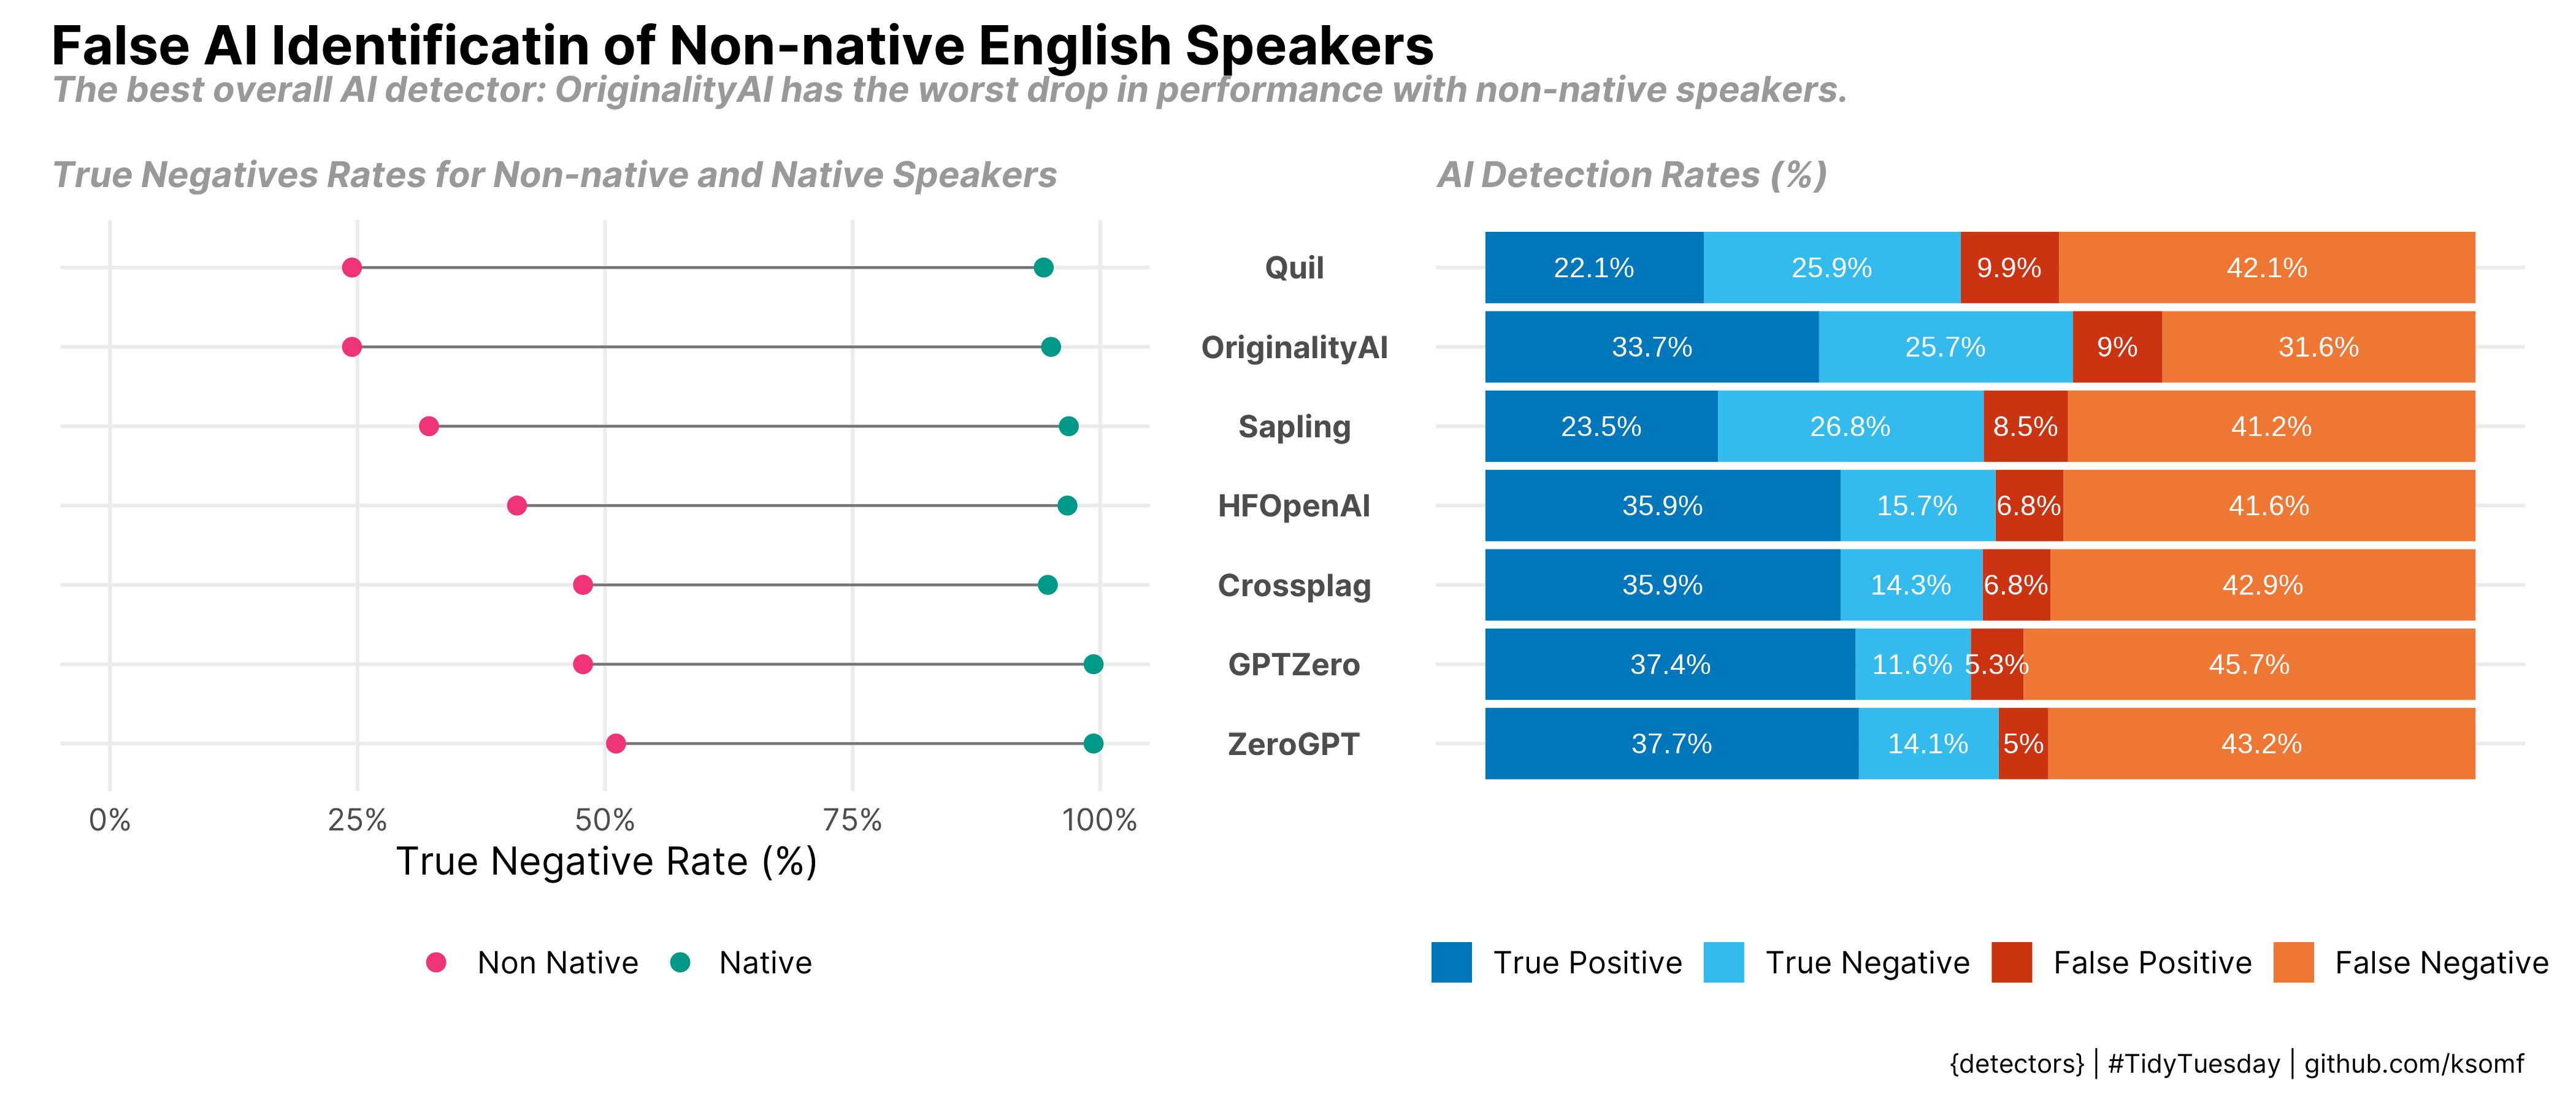 False AI Identificatin of Non-native English Speakers
The best overall AI detector: OriginalityAI has the worst drop in performance with non-native speakers.
True Negatives Rates for Non-native and Native Speakers
AI Detection Rates (%)
Quil 22.1% 25.9% 9.9% 42.1%
OriginalityAI 33.7% 25.7% 9% 31.6%
Sapling 23.5% 26.8% 8.5% 41.2%
HFOpenAI 35.9% 15.7% 6.8% 41.6%
Crossplag 35.9% 14.3% 6.8% 42.9%
GPTZero 37.4% 11.6% 5.3% 45.7%
ZeroGPT 37.7% 14.1% 5% 43.2%
0% 25% 50% 75% 100%
True Negative Rate (%)
Non Native Native
True Positive True Negative False Positive False Negative
{detectors} | #TidyTuesday | github.com/ksomf